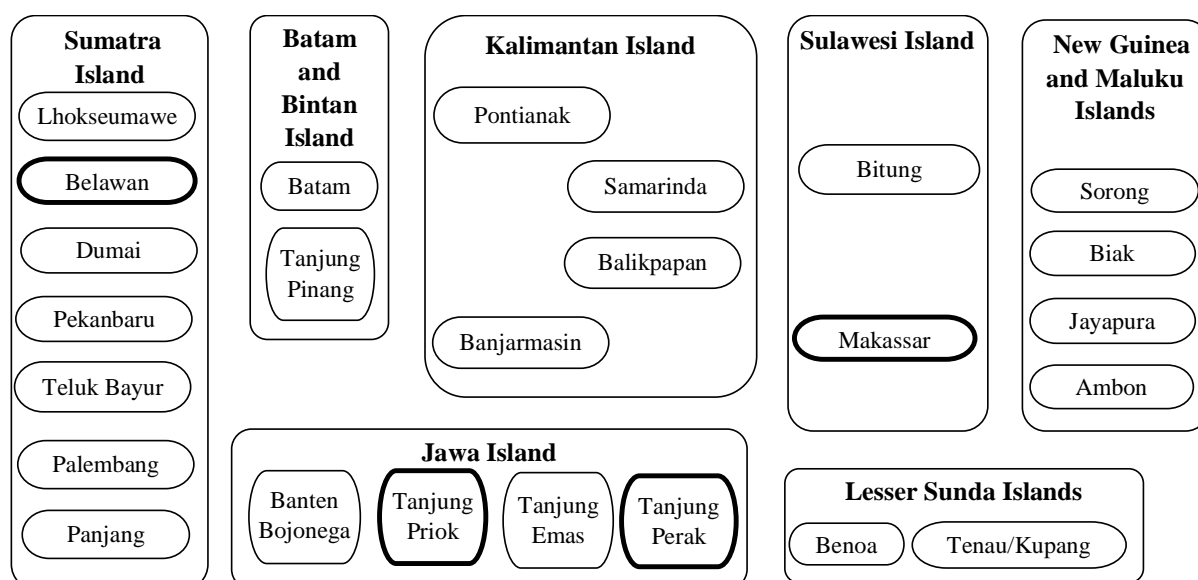 Sumatra
Island
Lhokseumawe
Belawan
Dumai
Pekanbaru
Teluk Bayur
Palembang
Panjang
Batam
and
Bintan
Island
Batam
Tanjung
Pinang
Kalimantan Island
Pontianak
Samarinda
Balikpapan
Banjarmasin
Sulawesi Island
Bitung
Makassar
New Guinea
and Maluku
Islands
Sorong
Biak
Jayapura
Ambon
Jawa Island
Banten
Bojonega
Tanjung
Priok
Tanjung
Emas
Tanjung
Perak
Lesser Sunda Islands
Benoa
Tenau/Kupang